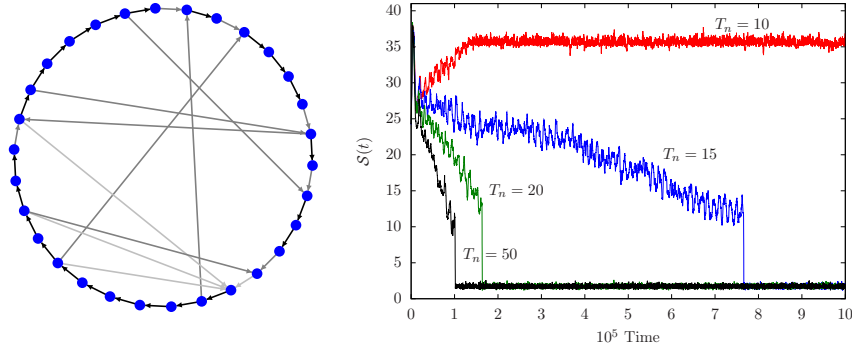 40
35
30
25
20
15
10
5
0
S(t)
T_n = 10
T_n = 15
T_n = 20
T_n = 50
0 1 2 3 4 5 6 7 8 9 10
10^5 Time